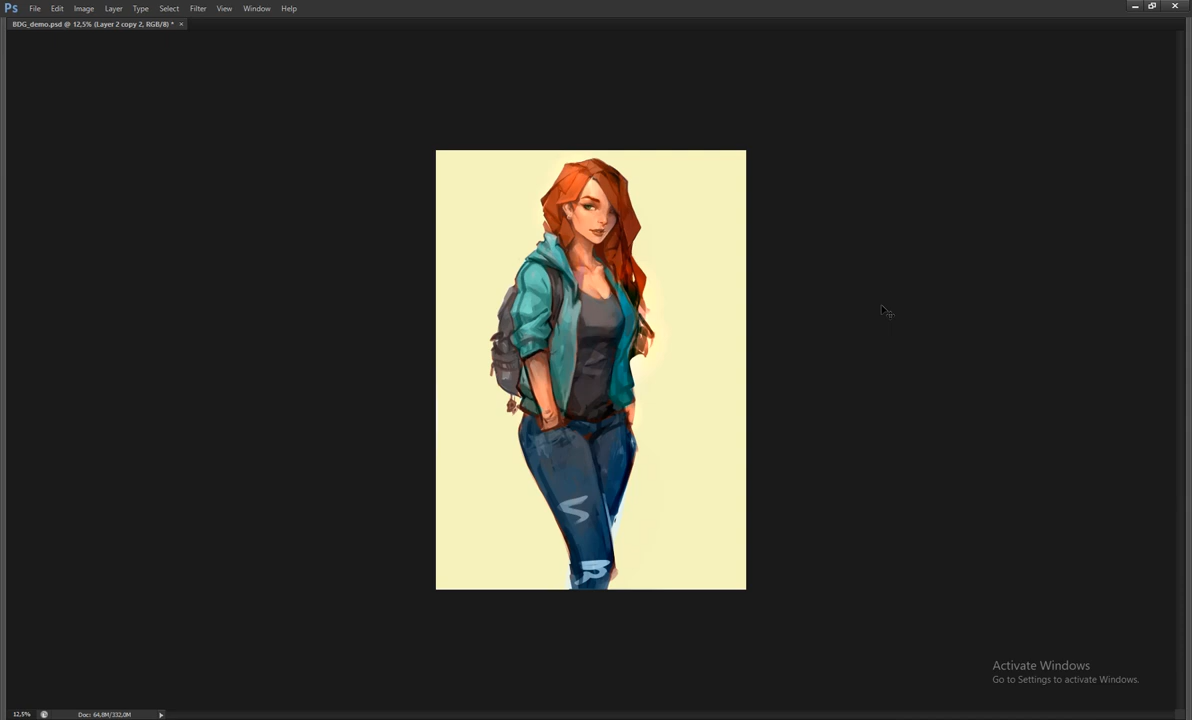 Ps File Edit Image Layer Type Select Filter View Window Help
BDG_demo.psd @ 12,5% (Layer 2 copy 2, RGB/8) * ×
Activate Windows
Go to Settings to activate Windows.
12,5% Doc: 64,8M/332,0M